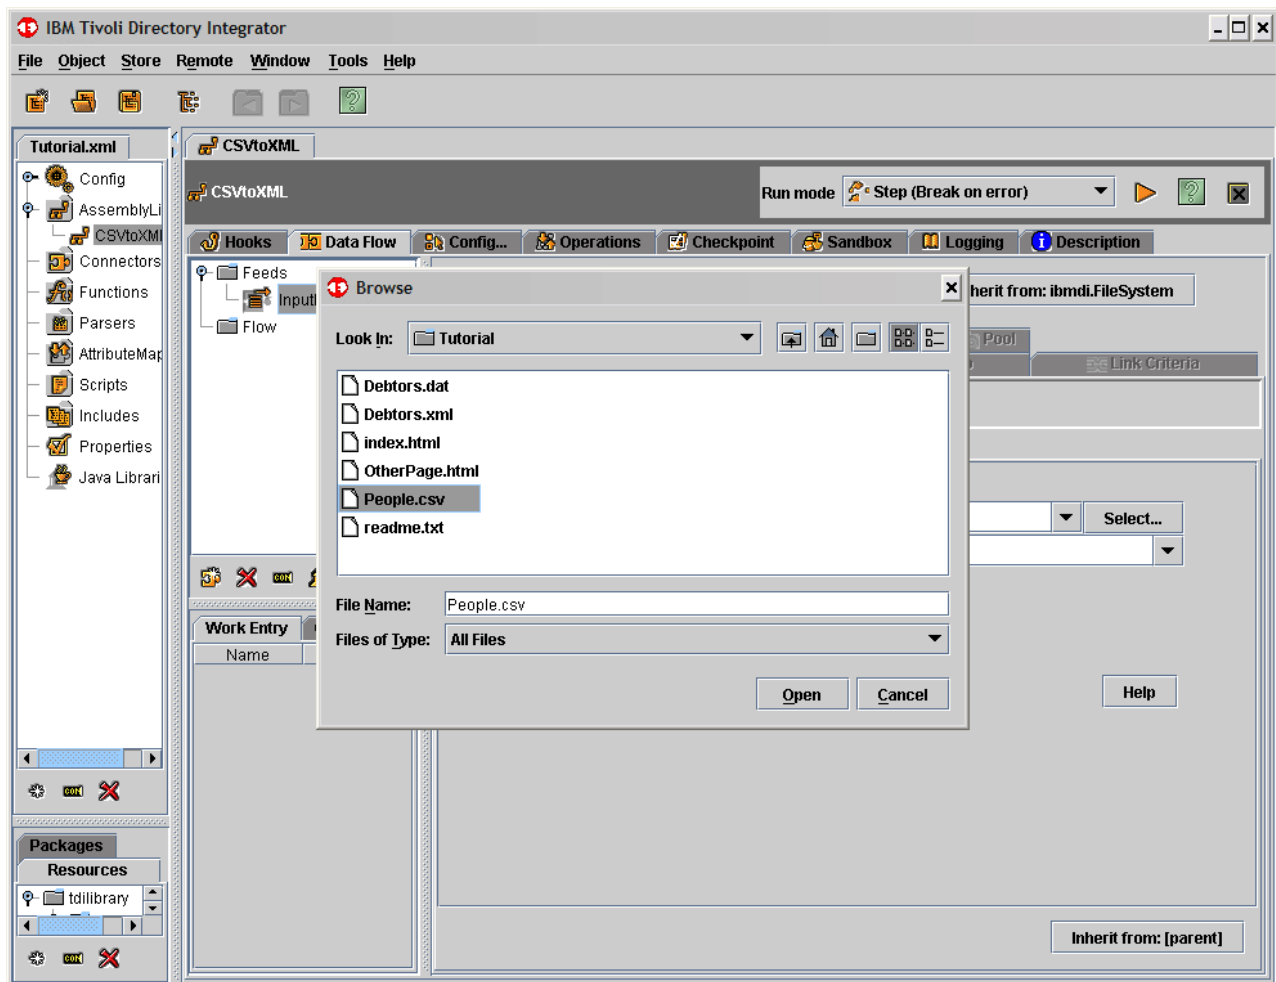 IBM Tivoli Directory Integrator
File Object Store Remote Window Tools Help
Tutorial.xml
CSVtoXML
Config
AssemblyLi
CSVtoXMl
Connectors
Functions
Parsers
AttributeMap
Scripts
Includes
Properties
Java Librari
CSVtoXML
Run mode Step (Break on error)
Hooks Data Flow Config... Operations Checkpoint Sandbox Logging Description
Feeds
Input
Flow
herit from: ibmdi.FileSystem
Pool
Link Criteria
Browse
Look In: Tutorial
Debtors.dat
Debtors.xml
index.html
OtherPage.html
People.csv
readme.txt
File Name: People.csv
Files of Type: All Files
Open Cancel
Select...
Help
CON
Work Entry
Name
CON
Packages
Resources
tdilibrary
CON
Inherit from: [parent]